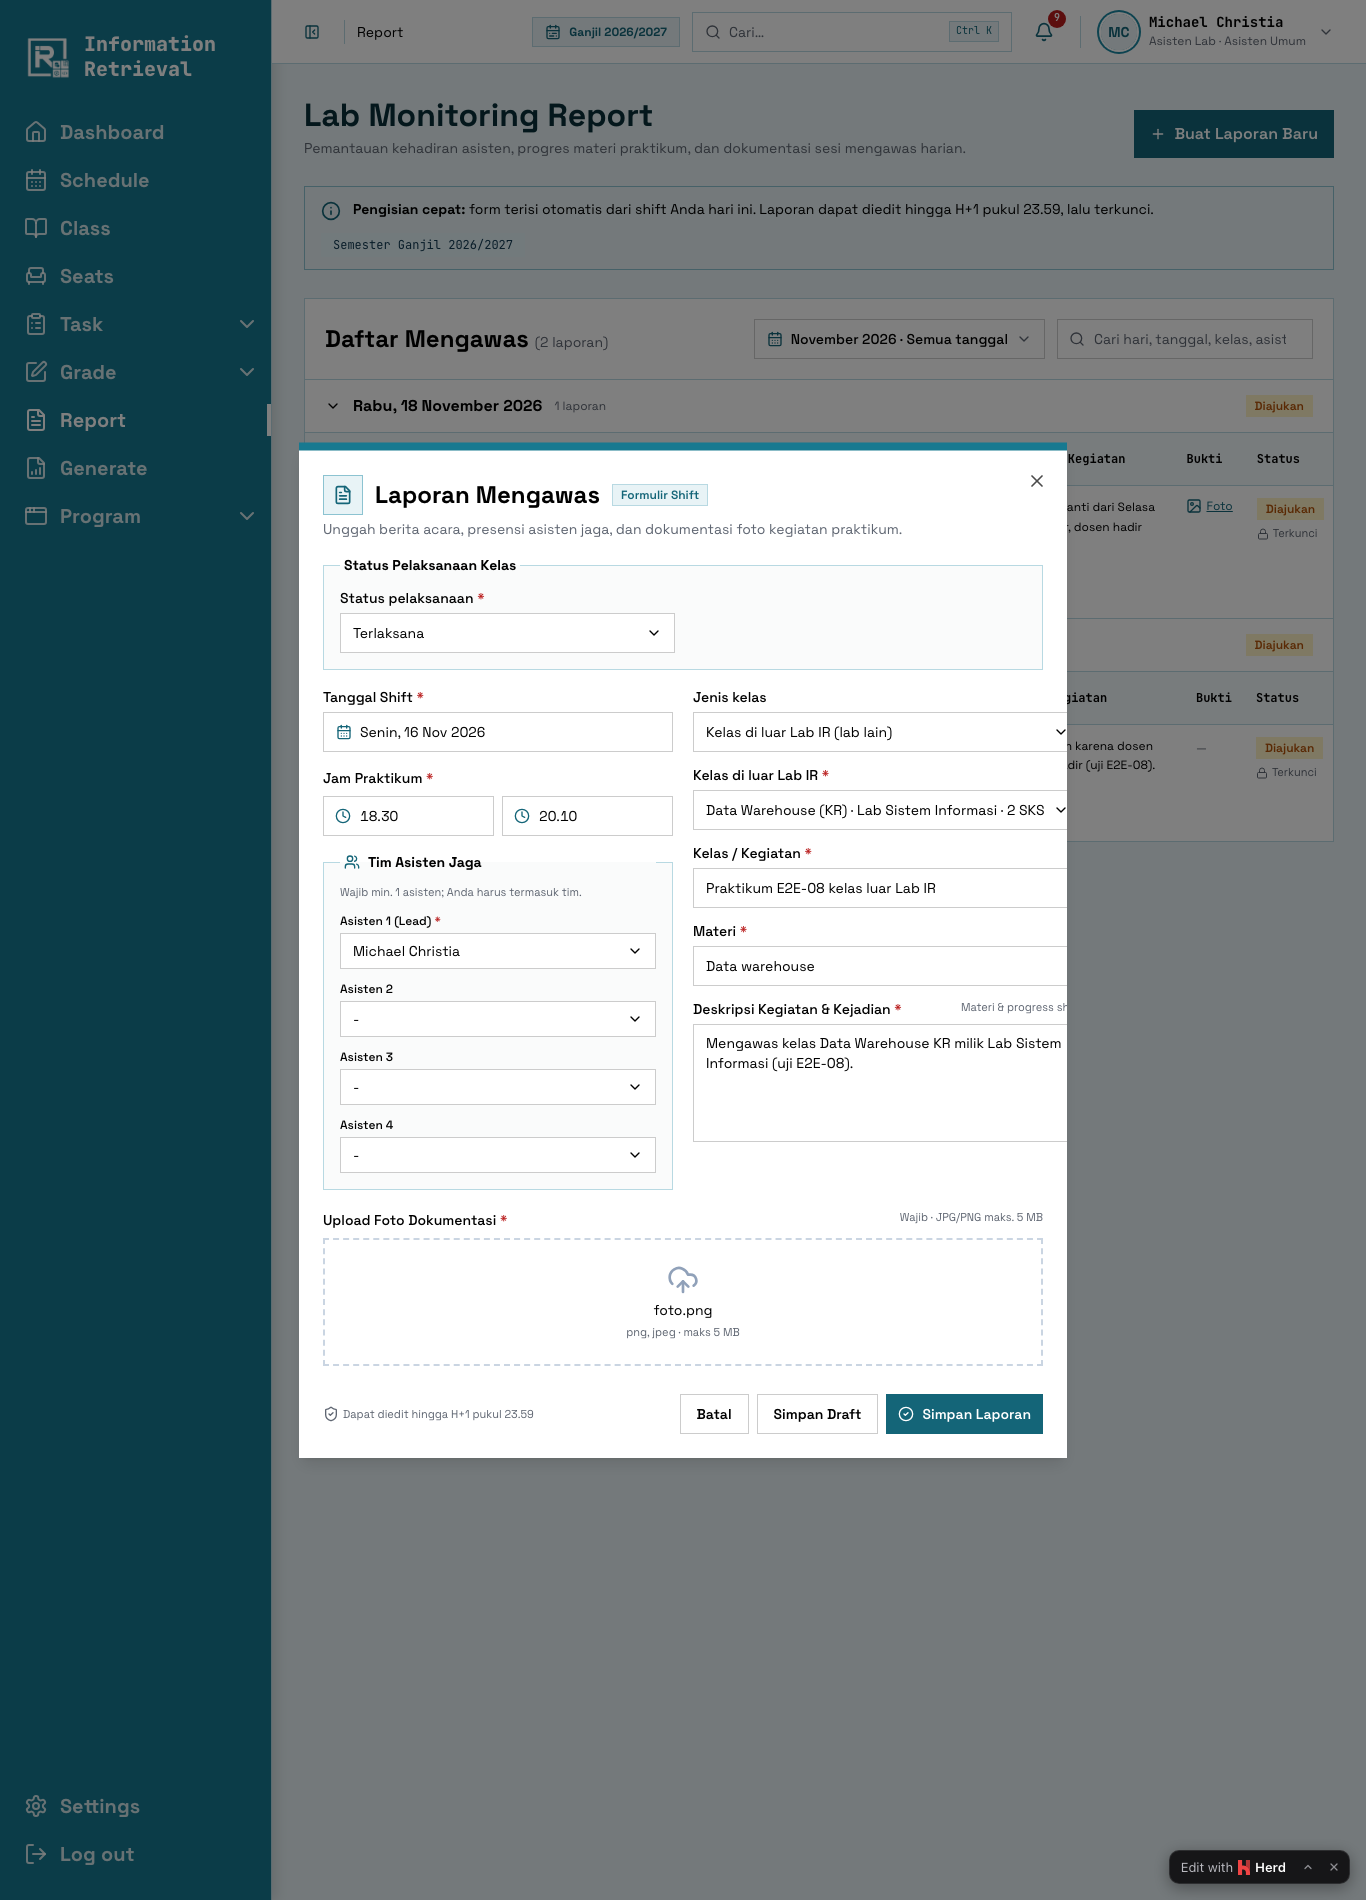 Information
Retrieval
Dashboard
Schedule
Class
Seats
Task
Grade
Report
Generate
Program
Settings
Log out
Report
Ganjil 2026/2027
Cari...
Ctrl K
9
MC
Michael Christia
Asisten Lab · Asisten Umum
Lab Monitoring Report
Pemantauan kehadiran asisten, progres materi praktikum, dan dokumentasi sesi mengawas harian.
Buat Laporan Baru
Pengisian cepat: form terisi otomatis dari shift Anda hari ini. Laporan dapat diedit hingga H+1 pukul 23.59, lalu terkunci.
Semester Ganjil 2026/2027
Daftar Mengawas (2 laporan)
November 2026 · Semua tanggal
Cari hari, tanggal, kelas, asist
Rabu, 18 November 2026 1 laporan
Diajukan
Kegiatan Bukti Status
anti dari Selasa
, dosen hadir
Foto
Diajukan
Terkunci
Diajukan
giatan Bukti Status
n karena dosen
dir (uji E2E-08).
—
Diajukan
Terkunci
Laporan Mengawas
Formulir Shift
Unggah berita acara, presensi asisten jaga, dan dokumentasi foto kegiatan praktikum.
Status Pelaksanaan Kelas
Status pelaksanaan *
Terlaksana
Tanggal Shift *
Senin, 16 Nov 2026
Jam Praktikum *
18.30
20.10
Tim Asisten Jaga
Wajib min. 1 asisten; Anda harus termasuk tim.
Asisten 1 (Lead) *
Michael Christia
Asisten 2
-
Asisten 3
-
Asisten 4
-
Jenis kelas
Kelas di luar Lab IR (lab lain)
Kelas di luar Lab IR *
Data Warehouse (KR) · Lab Sistem Informasi · 2 SKS
Kelas / Kegiatan *
Praktikum E2E-08 kelas luar Lab IR
Materi *
Data warehouse
Deskripsi Kegiatan & Kejadian *
Materi & progress sh
Mengawas kelas Data Warehouse KR milik Lab Sistem
Informasi (uji E2E-08).
Upload Foto Dokumentasi *
Wajib · JPG/PNG maks. 5 MB
foto.png
png, jpeg · maks 5 MB
Dapat diedit hingga H+1 pukul 23.59
Batal
Simpan Draft
Simpan Laporan
Edit with Herd